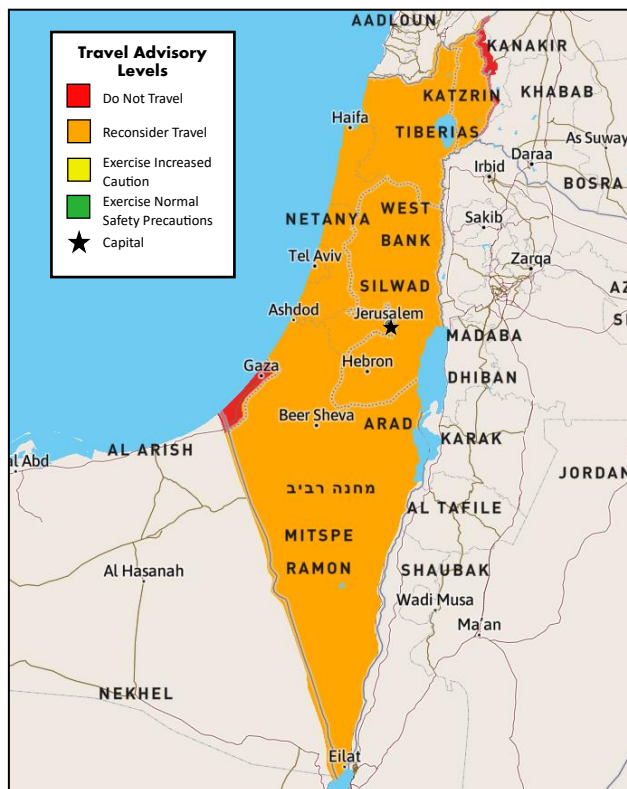 Travel Advisory
Levels
Do Not Travel
Reconsider Travel
Exercise Increased
Caution
Exercise Normal
Safety Precautions
Capital
AADLOUN
KANAKIR
KATZRIN
KHABAB
Haifa
TIBERIAS
As Suway
Daraa
Irbid
BOSRA
WEST
BANK
NETANYA
Sakib
Tel Aviv
Zarqa
SILWAD
AZ
Ashdod
Jerusalem
MADABA
Gaza
Hebron
DHIBAN
Beer Sheva
ARAD
KARAK
AL ARISH
al Abd
JORDAN
מחנה רביב
AL TAFILE
MITSPE
RAMON
Al Hasanah
SHAUBAK
Wadi Musa
Ma'an
NEKHEL
Eilat